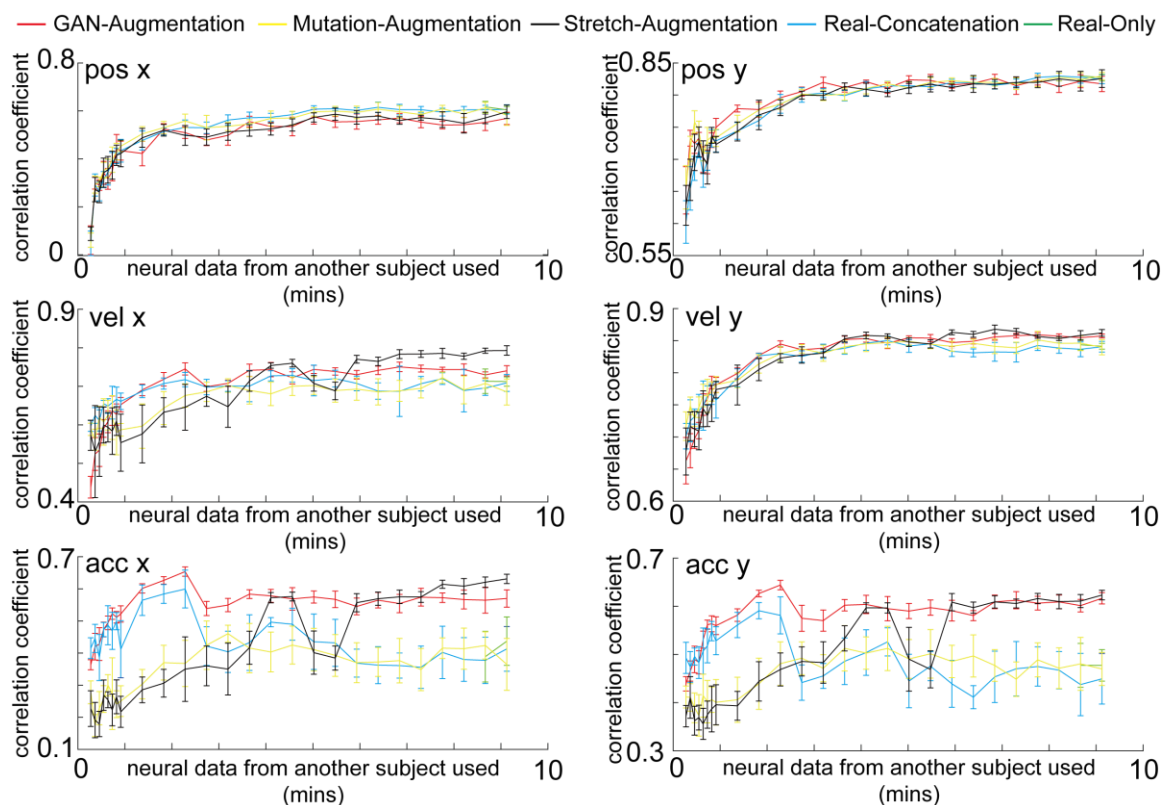 GAN-Augmentation Mutation-Augmentation Stretch-Augmentation Real-Concatenation Real-Only
pos x
0.8
0
correlation coefficient
0 10
neural data from another subject used
(mins)
pos y
0.85
0.55
correlation coefficient
0 10
neural data from another subject used
(mins)
vel x
0.9
0.4
correlation coefficient
0 10
neural data from another subject used
(mins)
vel y
0.9
0.6
correlation coefficient
0 10
neural data from another subject used
(mins)
acc x
0.7
0.1
correlation coefficient
0 10
neural data from another subject used
(mins)
acc y
0.7
0.3
correlation coefficient
0 10
neural data from another subject used
(mins)